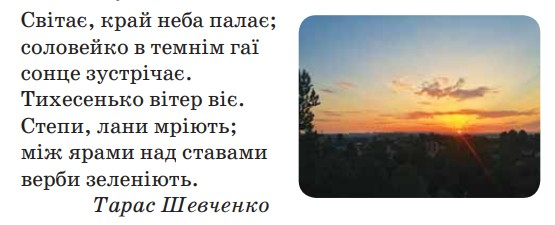 Світає, край неба палає;
соловейко в темнім гаї
сонце зустрічає.
Тихесенько вітер віє.
Степи, лани мріють;
між ярами над ставами
верби зеленіють.
Тарас Шевченко